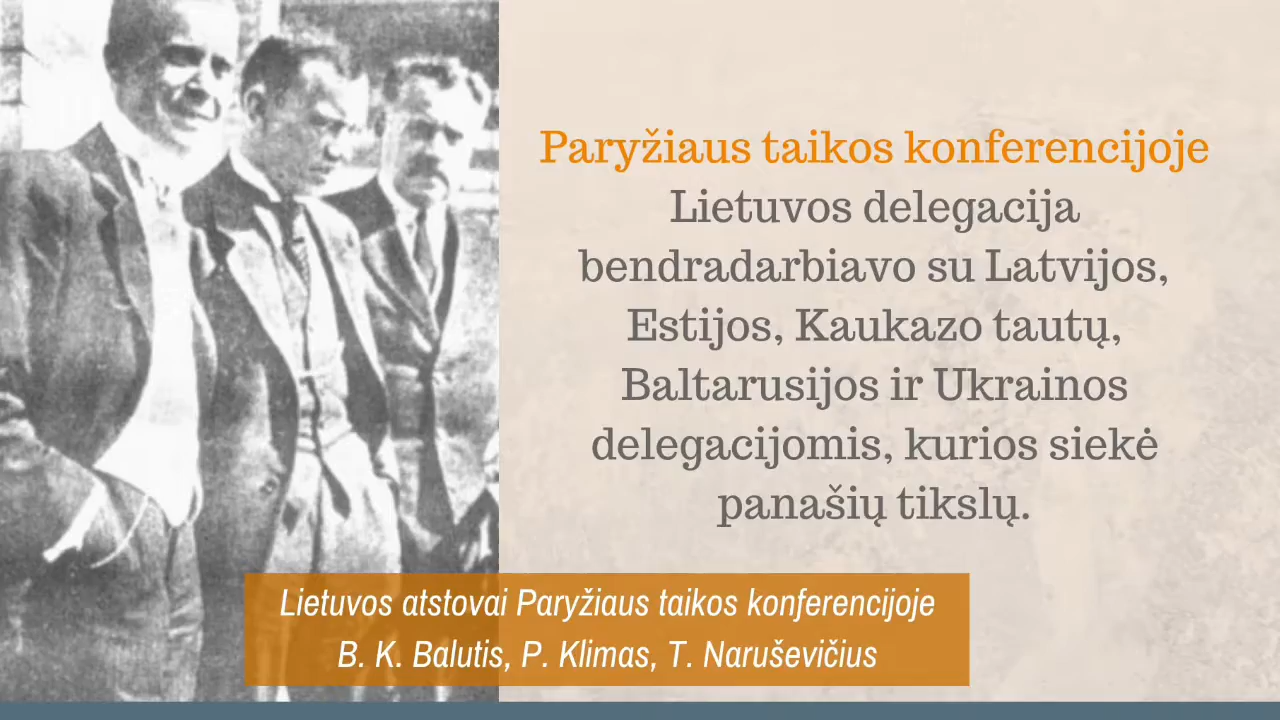 Paryžiaus taikos konferencijoje
Lietuvos delegacija
bendradarbiavo su Latvijos,
Estijos, Kaukazo tautų,
Baltarusijos ir Ukrainos
delegacijomis, kurios siekė
panašių tikslų.
Lietuvos atstovai Paryžiaus taikos konferencijoje
B. K. Balutis, P. Klimas, T. Naruševičius